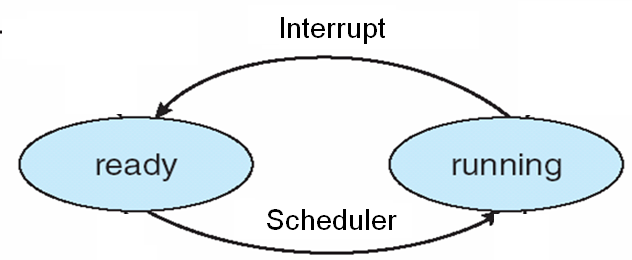 Interrupt
ready
running
Scheduler